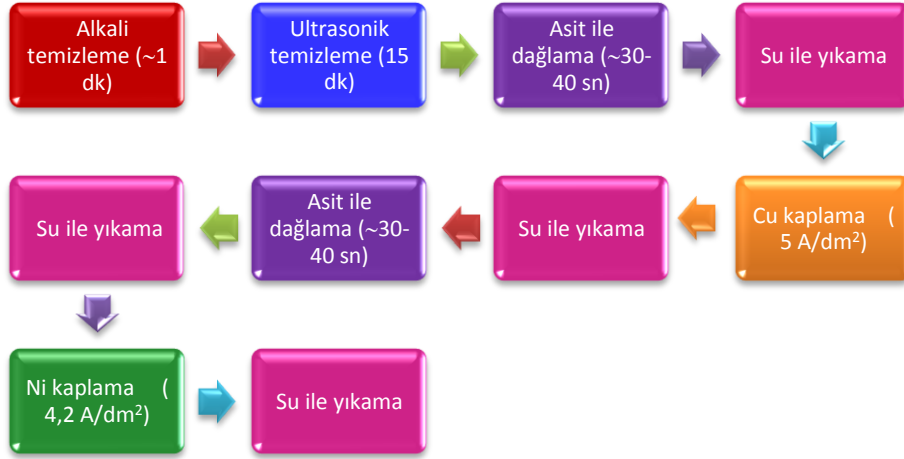 Alkali
temizleme (~1
dk)
Ultrasonik
temizleme (15
dk)
Asit ile
dağlama (~30-
40 sn)
Su ile yıkama
Cu kaplama (
5 A/dm²)
Su ile yıkama
Asit ile
dağlama (~30-
40 sn)
Su ile yıkama
Ni kaplama (
4,2 A/dm²)
Su ile yıkama